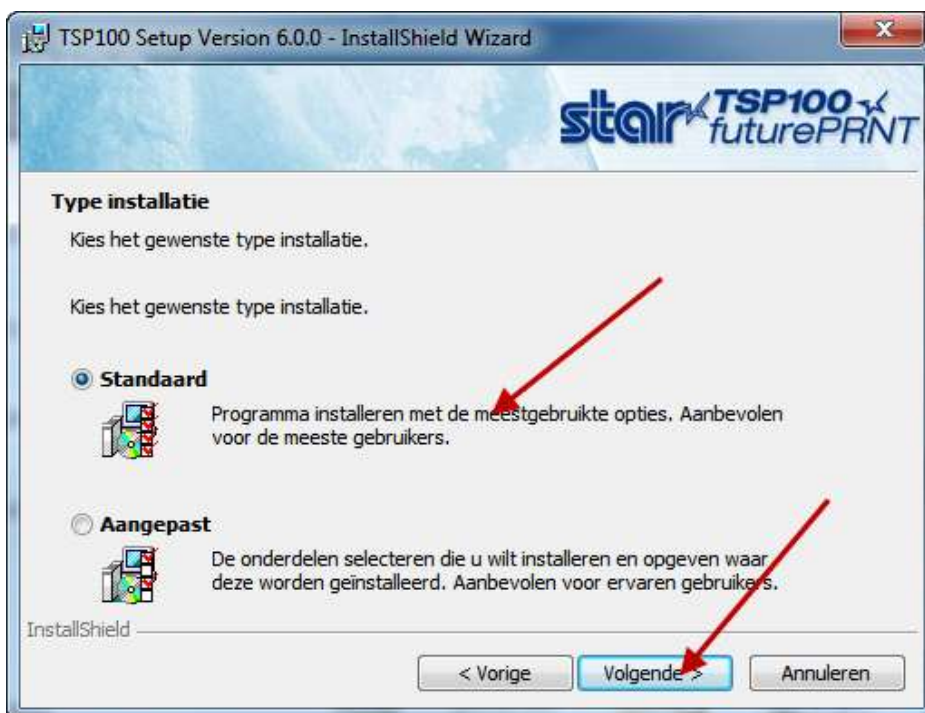 TSP100 Setup Version 6.0.0 - InstallShield Wizard
star TSP100
futurePRNT
Type installatie
Kies het gewenste type installatie.
Kies het gewenste type installatie.
Standaard
Programma installeren met de meestgebruikte opties. Aanbevolen
voor de meeste gebruikers.
Aangepast
De onderdelen selecteren die u wilt installeren en opgeven waar
deze worden geïnstalleerd. Aanbevolen voor ervaren gebruikers.
InstallShield
< Vorige
Volgende >
Annuleren